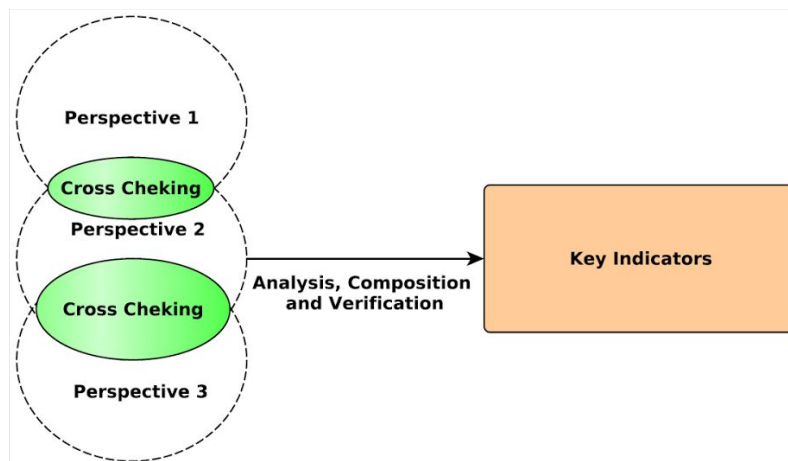 Perspective 1
Cross Cheking
Perspective 2
Cross Cheking
Perspective 3
Analysis, Composition
and Verification
Key Indicators